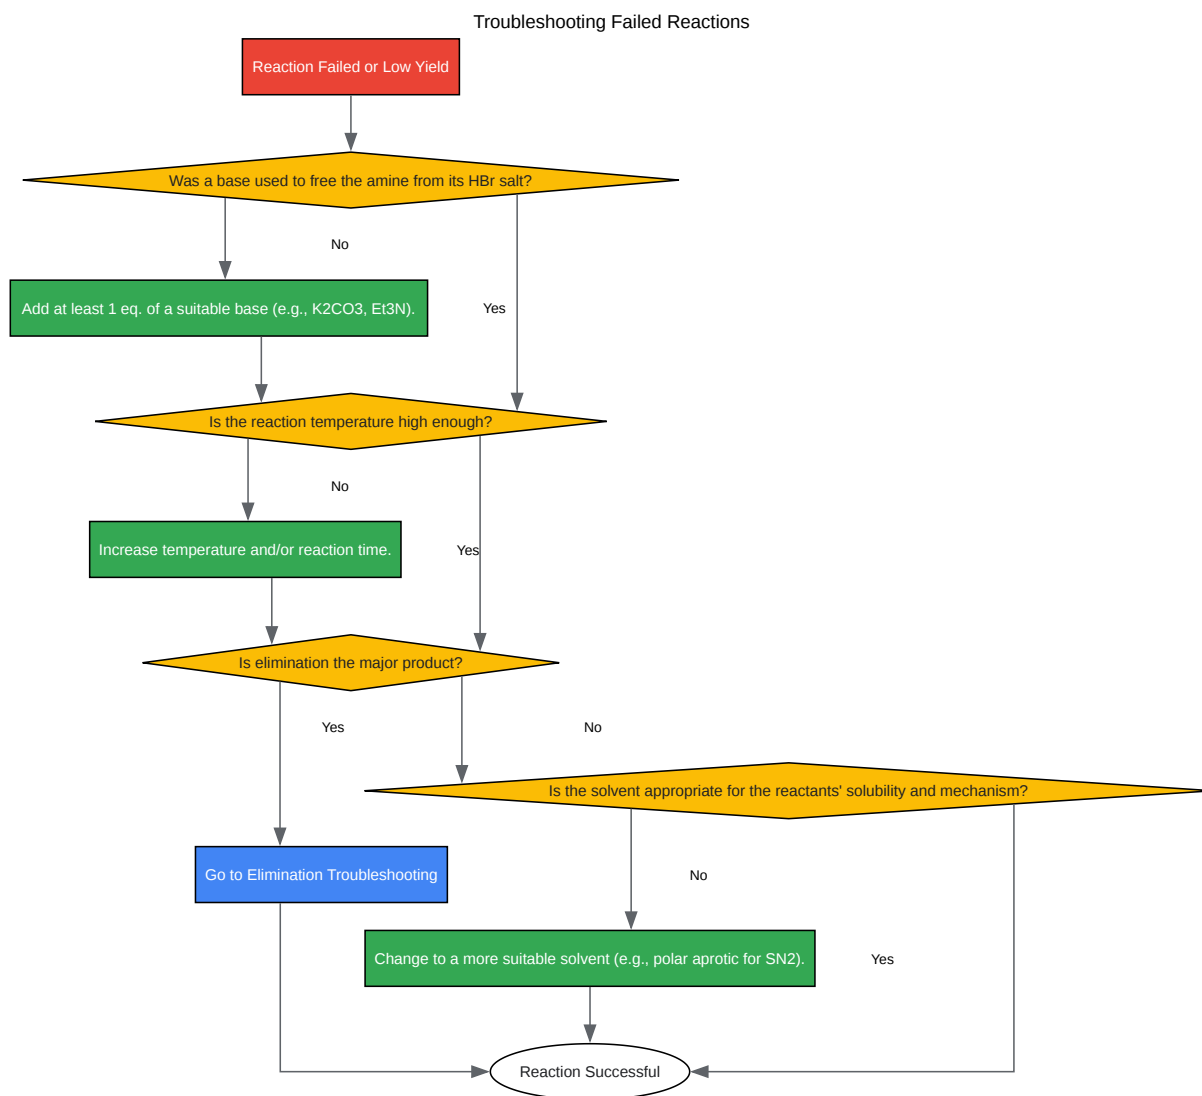 Troubleshooting Failed Reactions
Reaction Failed or Low Yield
Was a base used to free the amine from its HBr salt?
No
Add at least 1 eq. of a suitable base (e.g., K2CO3, Et3N).
Yes
Is the reaction temperature high enough?
No
Increase temperature and/or reaction time.
Yes
Is elimination the major product?
Yes
No
Is the solvent appropriate for the reactants' solubility and mechanism?
Go to Elimination Troubleshooting
No
Change to a more suitable solvent (e.g., polar aprotic for SN2).
Yes
Reaction Successful